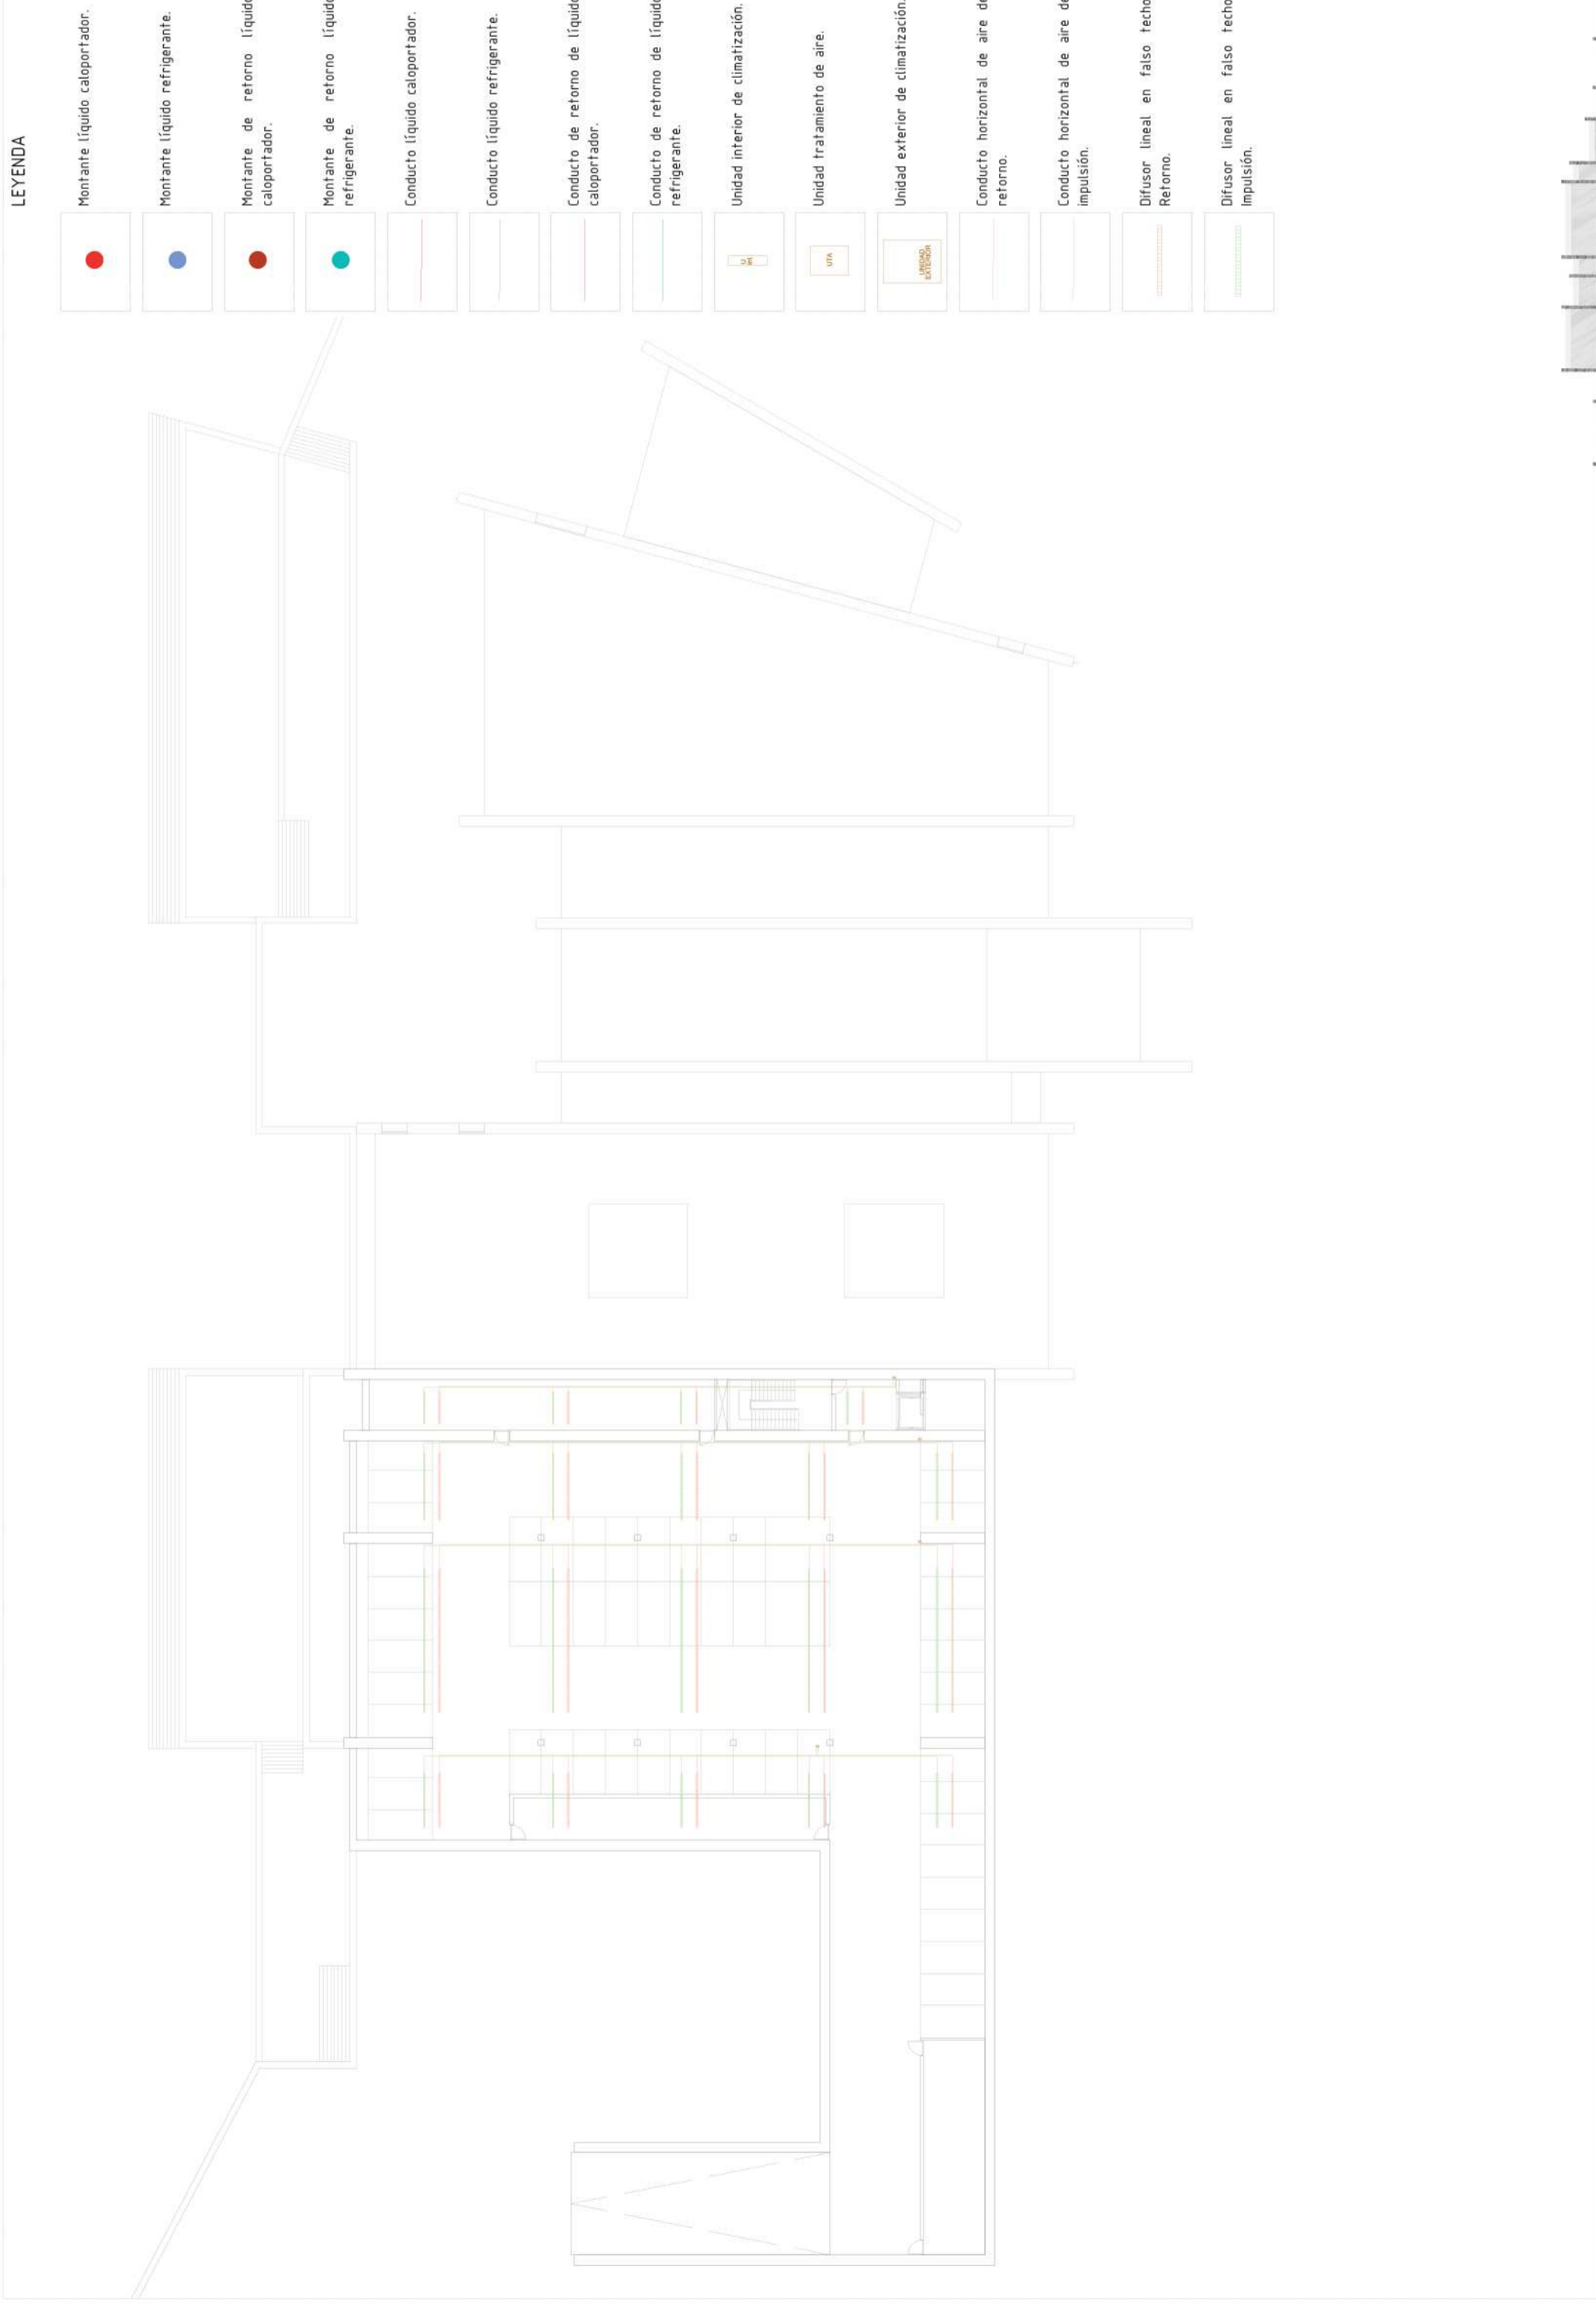 LEYENDA
Montante líquido caloportador.
Montante líquido refrigerante.
Montante de retorno líquido
caloportador.
Montante de retorno líquido
refrigerante.
Conducto líquido caloportador.
Conducto líquido refrigerante.
Conducto de retorno de líquido
caloportador.
Conducto de retorno de líquido
refrigerante.
Unidad interior de climatización.
Unidad tratamiento de aire.
UTA
Unidad exterior de climatización.
UNIDAD
EXTERIOR
Conducto horizontal de aire de
retorno.
Conducto horizontal de aire de
impulsión.
Difusor lineal en falso techo
Retorno.
Difusor lineal en falso techo
Impulsión.